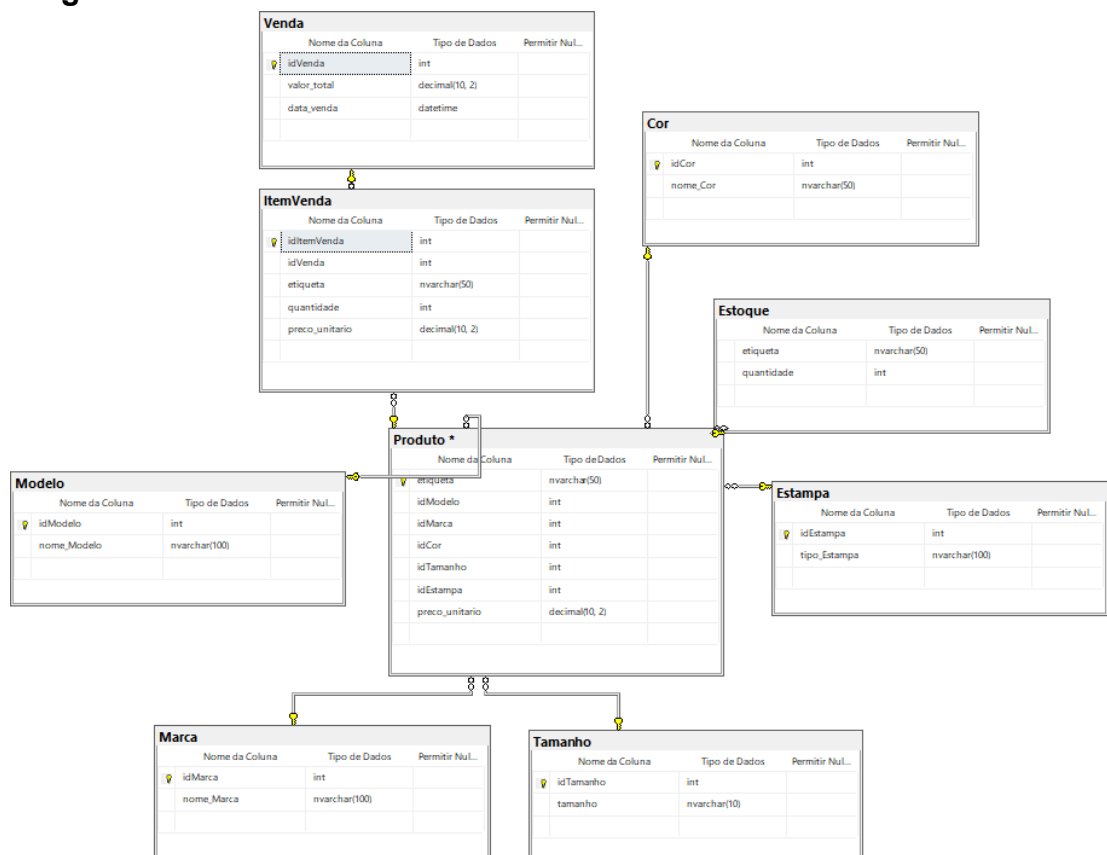 Venda
Nome da Coluna Tipo de Dados Permitir Nul...
idVenda int
valor_total decimal(10, 2)
data_venda datetime
Cor
Nome da Coluna Tipo de Dados Permitir Nul...
idCor int
nome_Cor nvarchar(50)
ItemVenda
Nome da Coluna Tipo de Dados Permitir Nul...
idItemVenda int
idVenda int
etiqueta nvarchar(50)
quantidade int
preco_unitario decimal(10, 2)
Estoque
Nome da Coluna Tipo de Dados Permitir Nul...
etiqueta nvarchar(50)
quantidade int
Produto *
Nome da Coluna Tipo de Dados Permitir Nul...
etiqueta nvarchar(50)
idModelo int
idMarca int
idCor int
idTamanho int
idEstampa int
preco_unitario decimal(10, 2)
Modelo
Nome da Coluna Tipo de Dados Permitir Nul...
idModelo int
nome_Modelo nvarchar(100)
Estampa
Nome da Coluna Tipo de Dados Permitir Nul...
idEstampa int
tipo_Estampa nvarchar(100)
Marca
Nome da Coluna Tipo de Dados Permitir Nul...
idMarca int
nome_Marca nvarchar(100)
Tamanho
Nome da Coluna Tipo de Dados Permitir Nul...
idTamanho int
tamanho nvarchar(10)